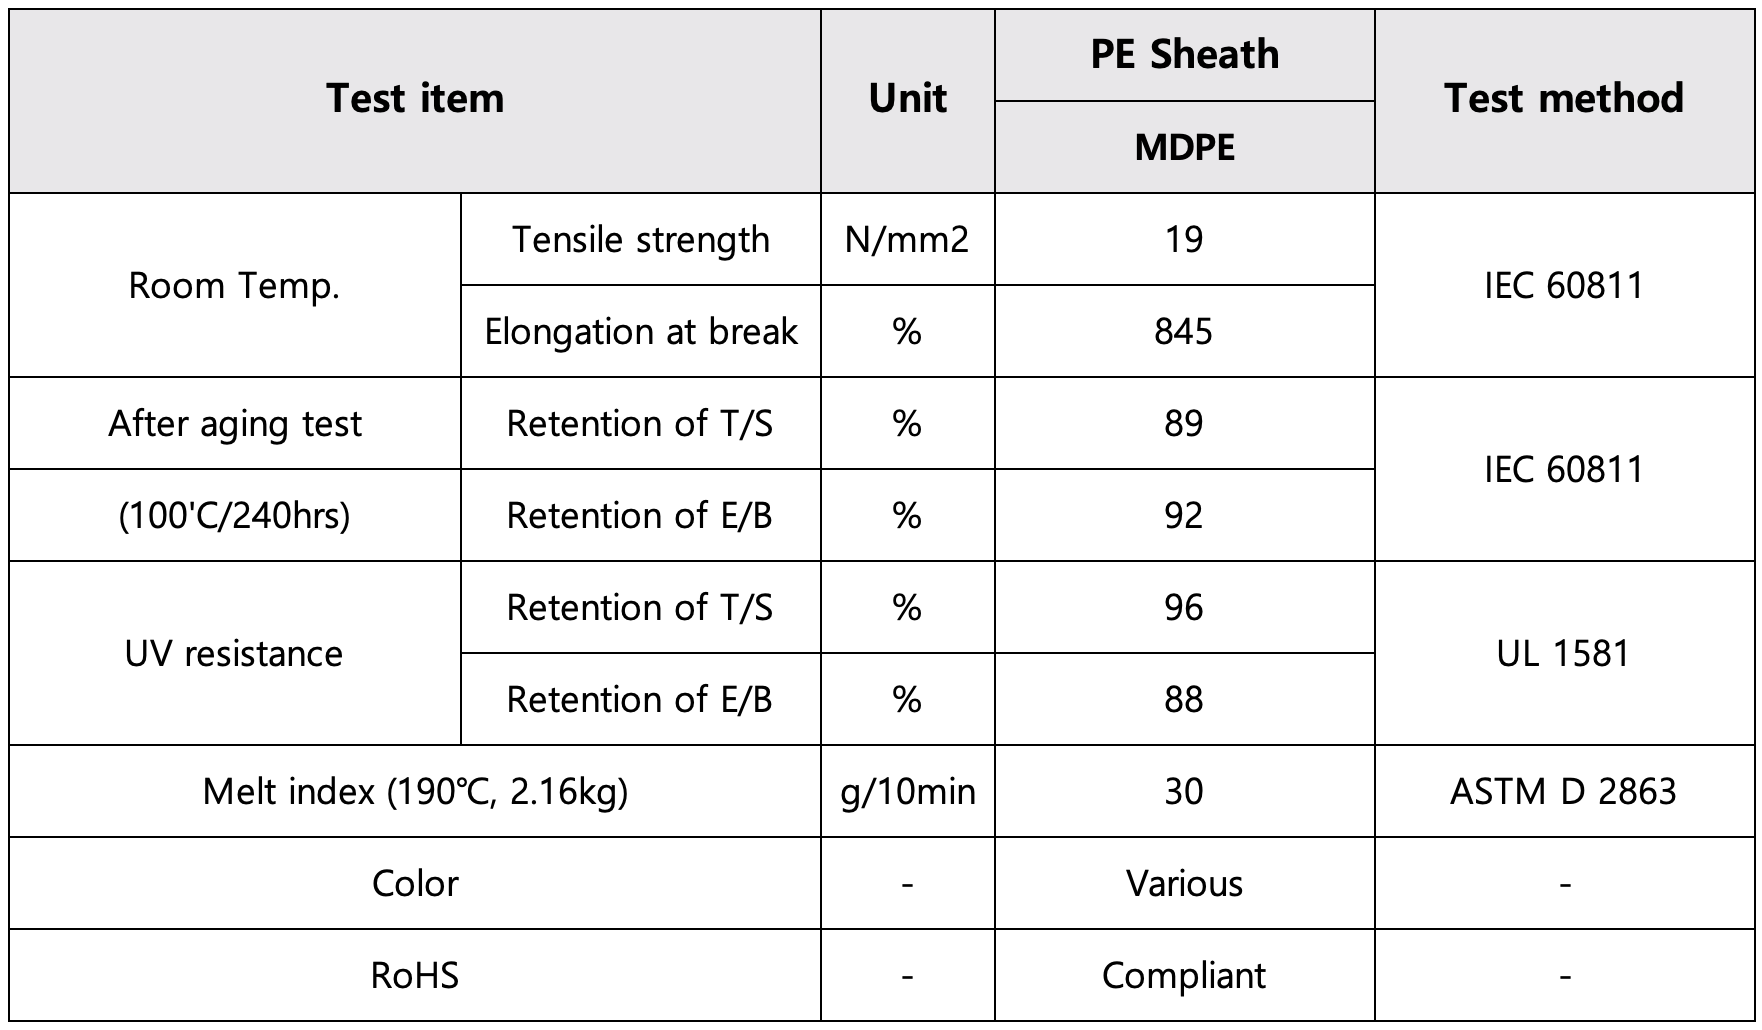 Test item Unit PE Sheath Test method
MDPE
Room Temp. Tensile strength N/mm2 19 IEC 60811
Elongation at break % 845
After aging test Retention of T/S % 89 IEC 60811
(100'C/240hrs) Retention of E/B % 92
UV resistance Retention of T/S % 96 UL 1581
Retention of E/B % 88
Melt index (190℃, 2.16kg) g/10min 30 ASTM D 2863
Color - Various -
RoHS - Compliant -